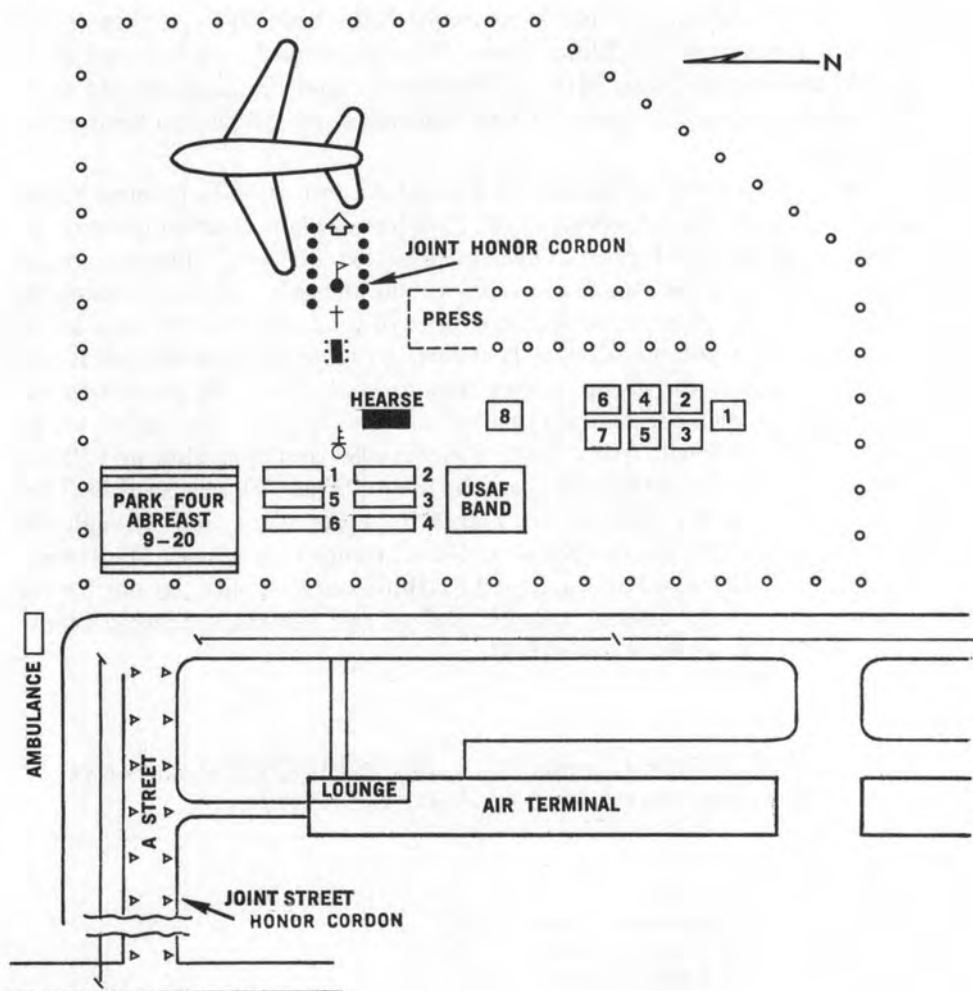 N
JOINT HONOR CORDON
PRESS
HEARSE
8
6 4 2
1
7 5 3
1 2
5 3
6 4
USAF
BAND
PARK FOUR
ABREAST
9–20
AMBULANCE
A STREET
LOUNGE
AIR TERMINAL
JOINT STREET
HONOR CORDON